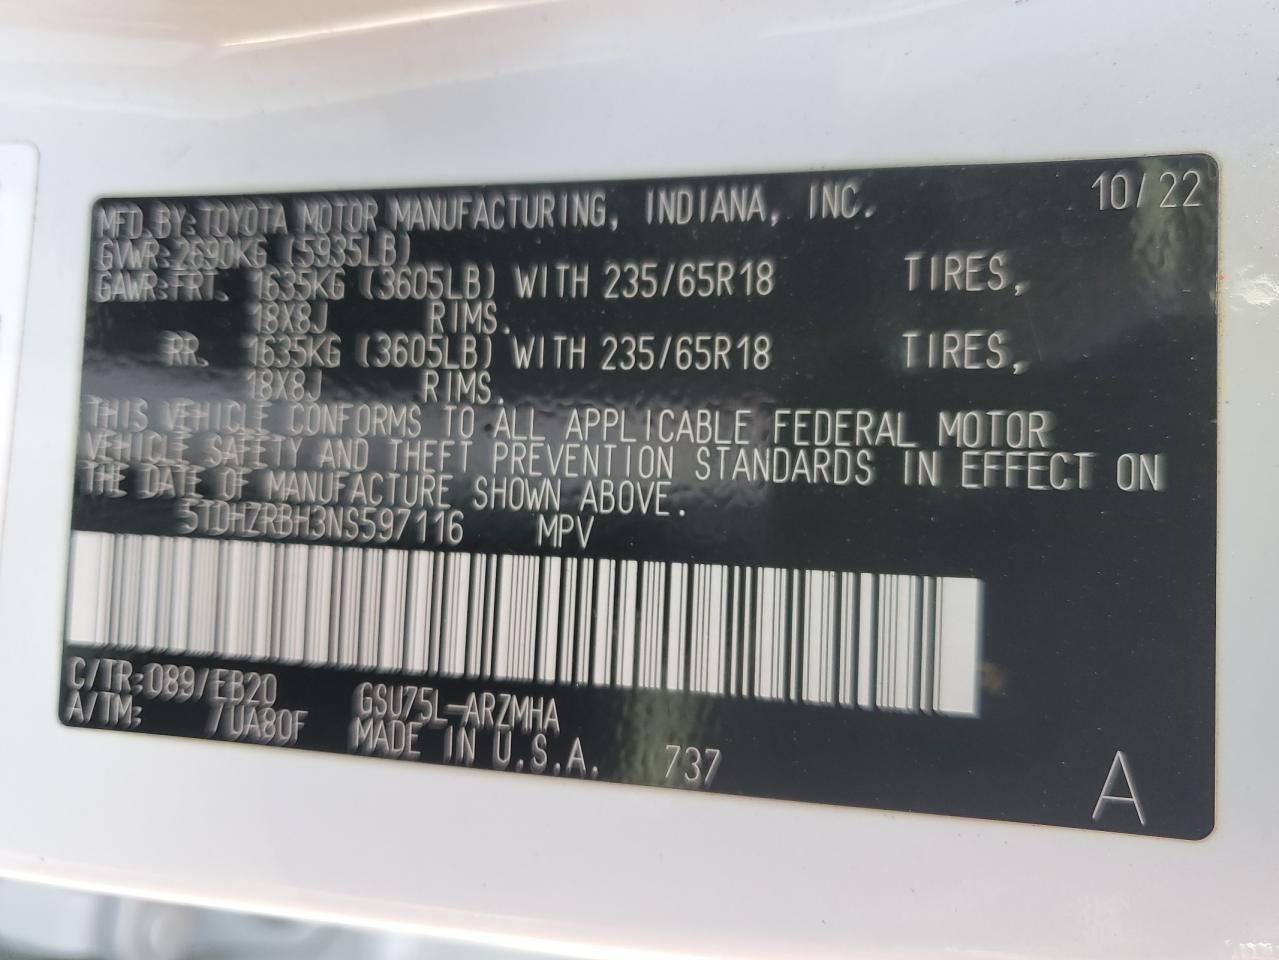 MFD.BY:TOYOTA MOTOR MANUFACTURING, INDIANA, INC. 10/22
GVWR:2690KG (5935LB)
GAWR:FRT. 1635KG (3605LB) WITH 235/65R18 TIRES,
18X8J RIMS.
RR. 1635KG (3605LB) WITH 235/65R18 TIRES,
18X8J RIMS.
THIS VEHICLE CONFORMS TO ALL APPLICABLE FEDERAL MOTOR
VEHICLE SAFETY AND THEFT PREVENTION STANDARDS IN EFFECT ON
THE DATE OF MANUFACTURE SHOWN ABOVE.
5TDHZRBH3NS597116 MPV
C/TR:089/EB20 GSU75L-ARZMHA
A/TM: /UA80F MADE IN U.S.A. 737
A